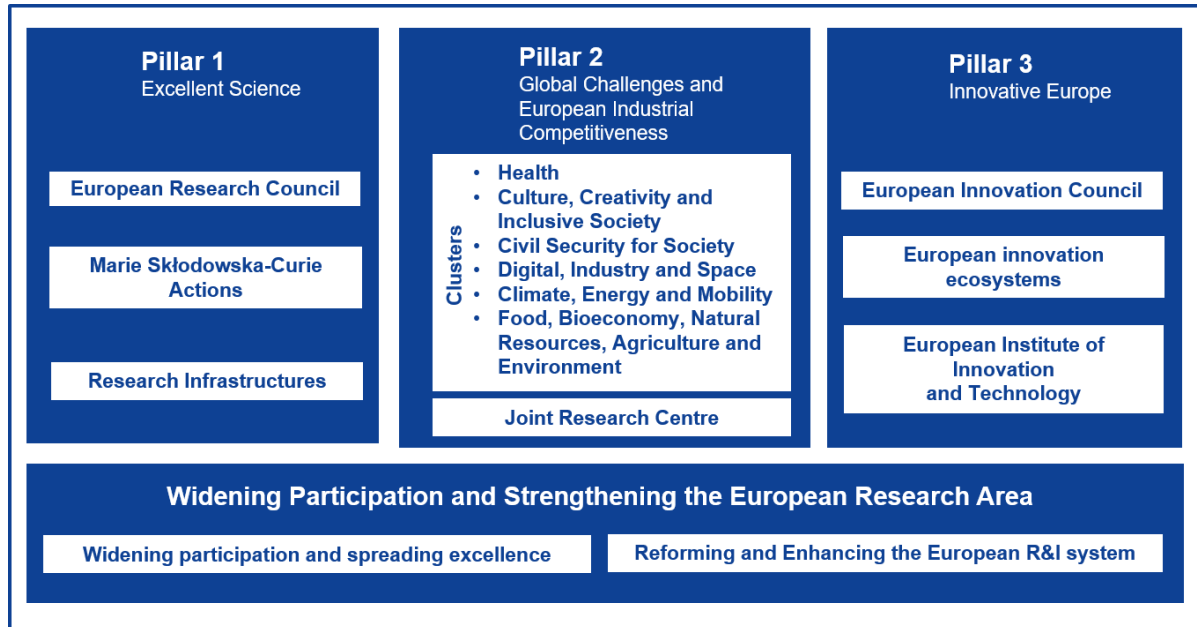 Pillar 1
Excellent Science
European Research Council
Marie Skłodowska-Curie
Actions
Research Infrastructures
Pillar 2
Global Challenges and
European Industrial
Competitiveness
Clusters
• Health
• Culture, Creativity and
Inclusive Society
• Civil Security for Society
• Digital, Industry and Space
• Climate, Energy and Mobility
• Food, Bioeconomy, Natural
Resources, Agriculture and
Environment
Joint Research Centre
Pillar 3
Innovative Europe
European Innovation Council
European innovation
ecosystems
European Institute of
Innovation
and Technology
Widening Participation and Strengthening the European Research Area
Widening participation and spreading excellence
Reforming and Enhancing the European R&I system